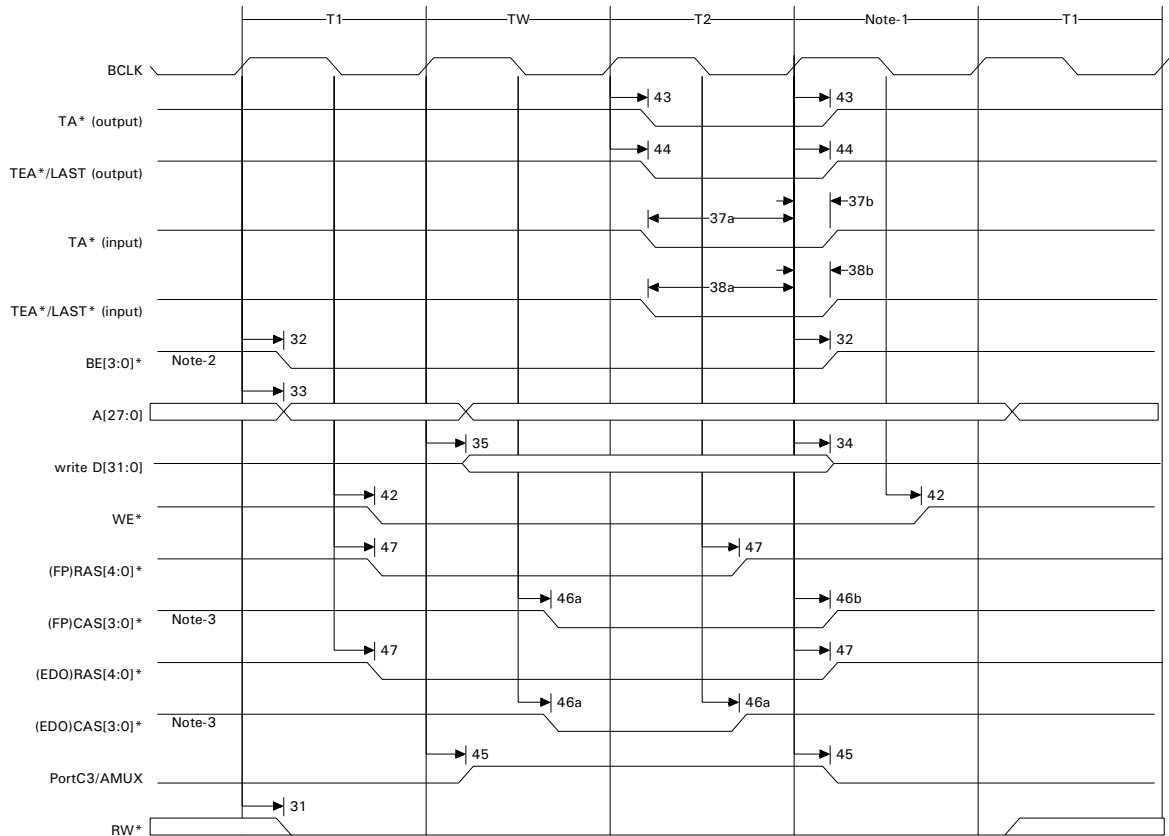 T1 TW T2 Note-1 T1
BCLK
43 43
TA* (output)
44 44
TEA*/LAST (output)
37b
37a
TA* (input)
38b
38a
TEA*/LAST* (input)
32 32
BE[3:0]* Note-2
33
A[27:0]
35 34
write D[31:0]
42 42
WE*
47 47
(FP)RAS[4:0]*
46a 46b
(FP)CAS[3:0]* Note-3
47 47
(EDO)RAS[4:0]*
46a 46a
(EDO)CAS[3:0]* Note-3
45 45
PortC3/AMUX
31
RW*